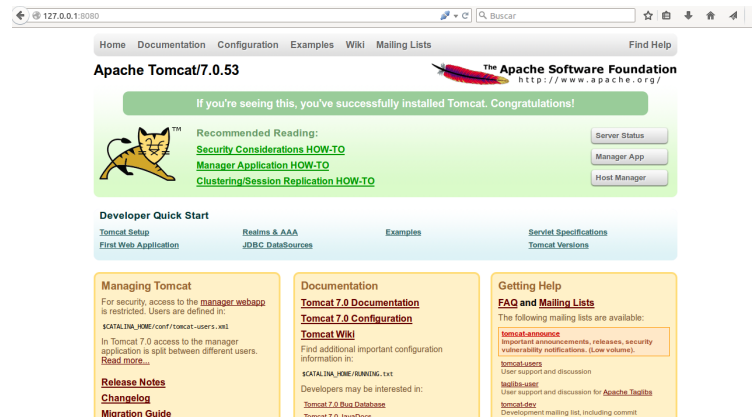 127.0.0.1:8080
Buscar
Home Documentation Configuration Examples Wiki Mailing Lists Find Help
Apache Tomcat/7.0.53
The Apache Software Foundation
http://www.apache.org/
If you're seeing this, you've successfully installed Tomcat. Congratulations!
TM
Recommended Reading:
Security Considerations HOW-TO
Manager Application HOW-TO
Clustering/Session Replication HOW-TO
Server Status
Manager App
Host Manager
Developer Quick Start
Tomcat Setup
First Web Application
Realms & AAA
JDBC DataSources
Examples
Servlet Specifications
Tomcat Versions
Managing Tomcat
For security, access to the manager webapp
is restricted. Users are defined in:
$CATALINA_HOME/conf/tomcat-users.xml
In Tomcat 7.0 access to the manager
application is split between different users.
Read more...
Release Notes
Changelog
Migration Guide
Documentation
Tomcat 7.0 Documentation
Tomcat 7.0 Configuration
Tomcat Wiki
Find additional important configuration
information in:
$CATALINA_HOME/RUNNING.txt
Developers may be interested in:
Tomcat 7.0 Bug Database
Tomcat 7.0 JavaDocs
Getting Help
FAQ and Mailing Lists
The following mailing lists are available:
tomcat-announce
Important announcements, releases, security
vulnerability notifications. (Low volume).
tomcat-users
User support and discussion
taglibs-user
User support and discussion for Apache Taglibs
tomcat-dev
Development mailing list, including commit